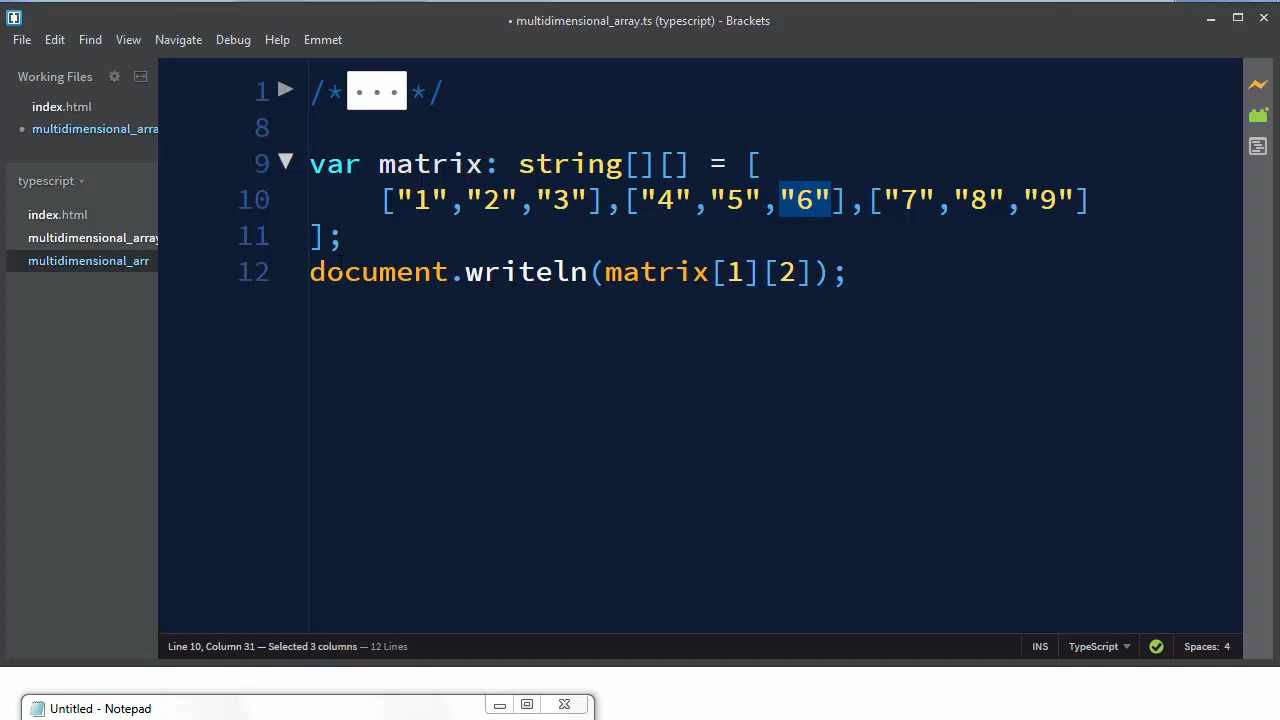 • multidimensional_array.ts (typescript) - Brackets
File Edit Find View Navigate Debug Help Emmet
Working Files
index.html
• multidimensional_arra
typescript
index.html
multidimensional_array
multidimensional_arr
1 /*...*/
8
9 var matrix: string[][] = [
10 ["1","2","3"],["4","5","6"],["7","8","9"]
11 ];
12 document.writeln(matrix[1][2]);
Line 10, Column 31 — Selected 3 columns — 12 Lines
INS TypeScript Spaces: 4
Untitled - Notepad